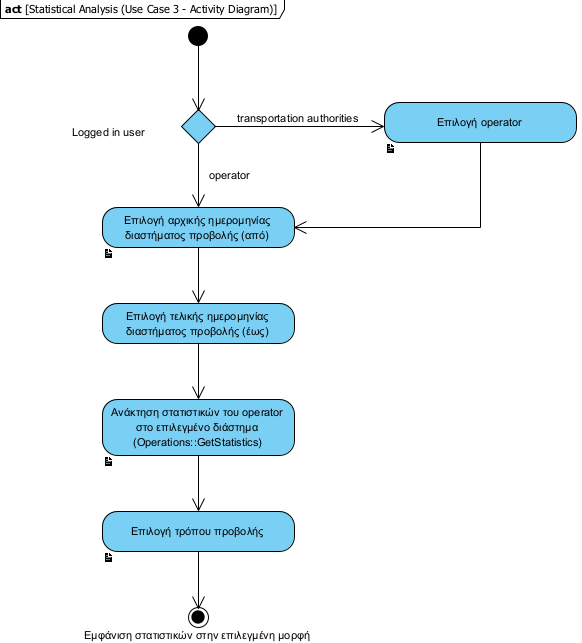 act [Statistical Analysis (Use Case 3 - Activity Diagram)]
Logged in user
transportation authorities
Επιλογή operator
operator
Επιλογή αρχικής ημερομηνίας
διαστήματος προβολής (από)
Επιλογή τελικής ημερομηνίας
διαστήματος προβολής (έως)
Ανάκτηση στατιστικών του operator
στο επιλεγμένο διάστημα
(Operations::GetStatistics)
Επιλογή τρόπου προβολής
Εμφάνιση στατιστικών στην επιλεγμένη μορφή